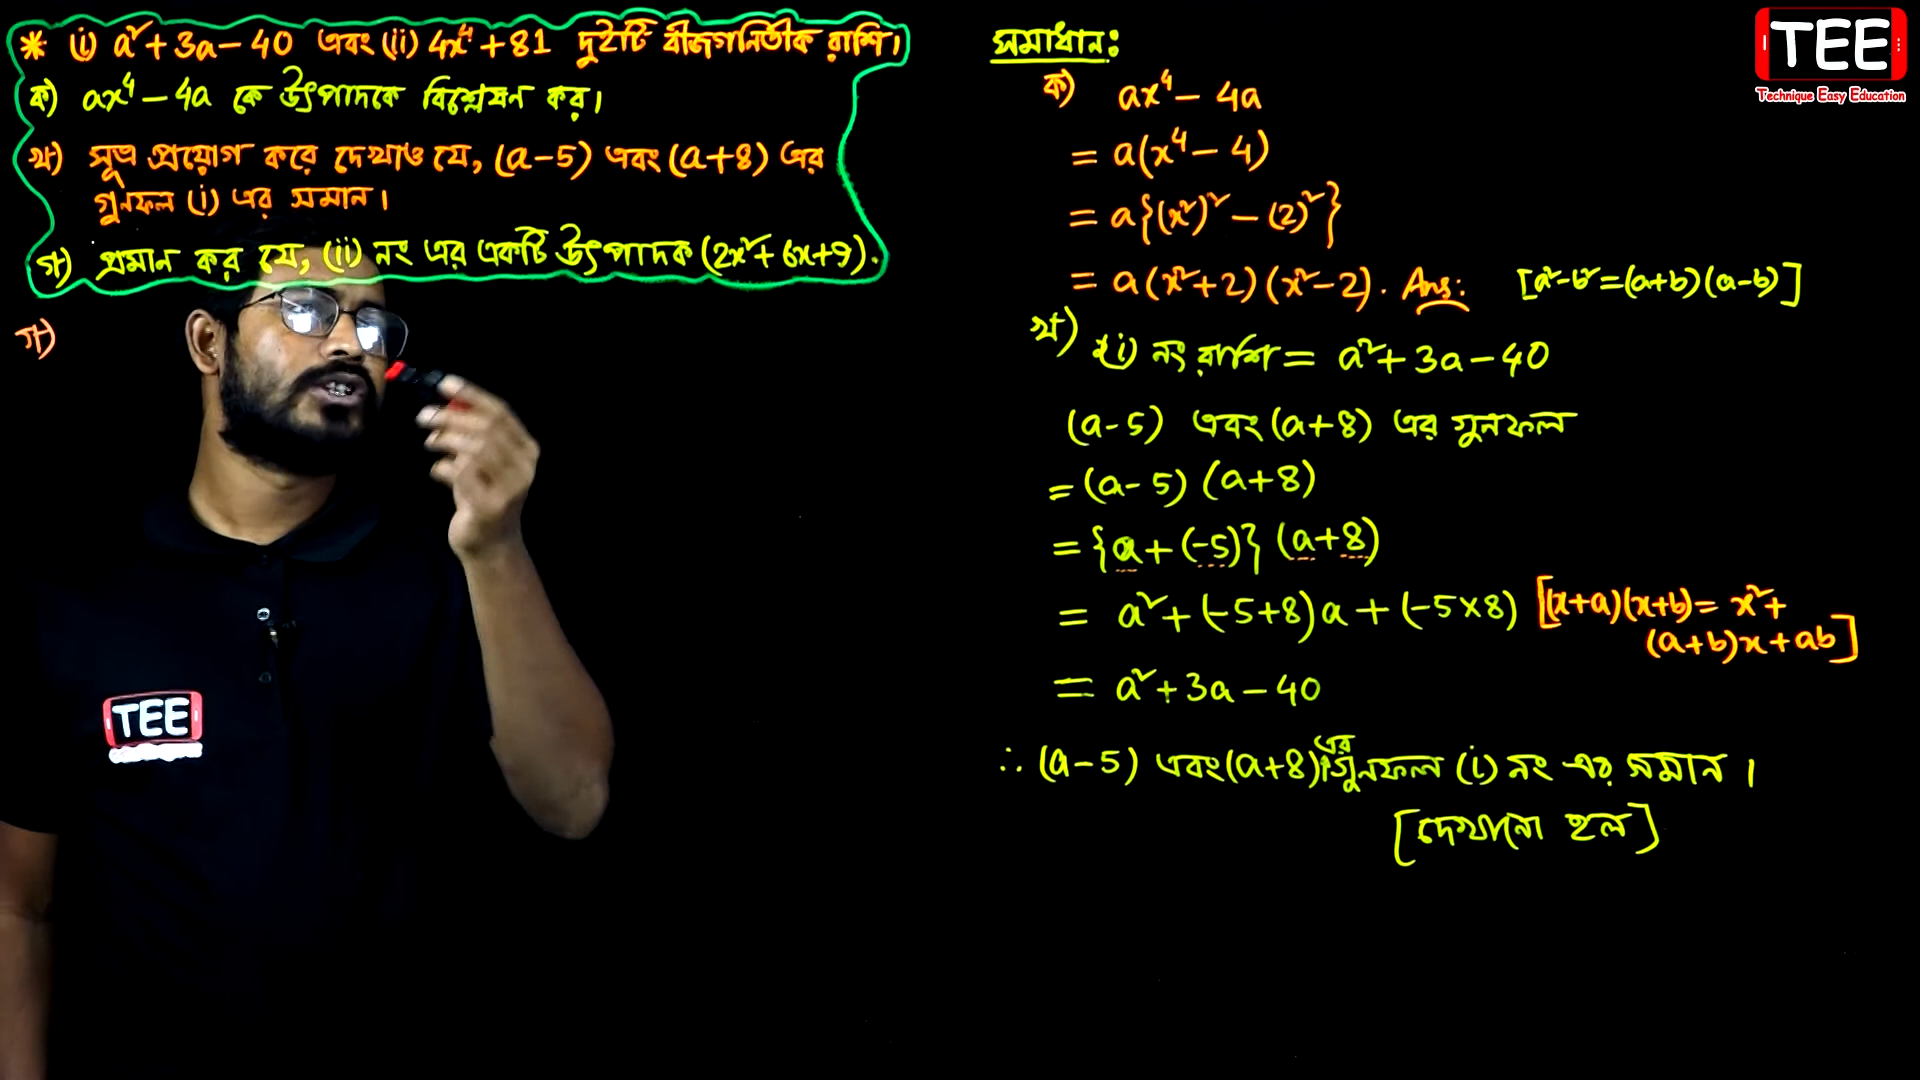 * (i) a²+3a-40 এবং (ii) 4x⁴+81 দুইটি বীজগনিতীক রাশি।
ক) ax⁴-4a কে উৎপাদকে বিশ্লেষন কর।
খ) সূত্র প্রয়োগ করে দেখাও যে, (a-5) এবং (a+8) এর
গুনফল (i) এর সমান।
গ) প্রমান কর যে, (ii) নং এর একটি উৎপাদক (2x²+6x+9).
গ)
TEE
সমাধান:
ক) ax⁴-4a
= a(x⁴-4)
= a{(x²)²-(2)²}
= a(x²+2)(x²-2). Ans: [a²-b²=(a+b)(a-b)]
খ) (i) নং রাশি = a²+3a-40
(a-5) এবং (a+8) এর গুনফল
= (a-5) (a+8)
= {a+(-5)} (a+8)
= a²+(-5+8)a+(-5×8) [(x+a)(x+b)=x²+
(a+b)x+ab]
= a²+3a-40
∴ (a-5) এবং (a+8) এর গুনফল (i) নং এর সমান।
[দেখানো হল]
TEE
Technique Easy Education